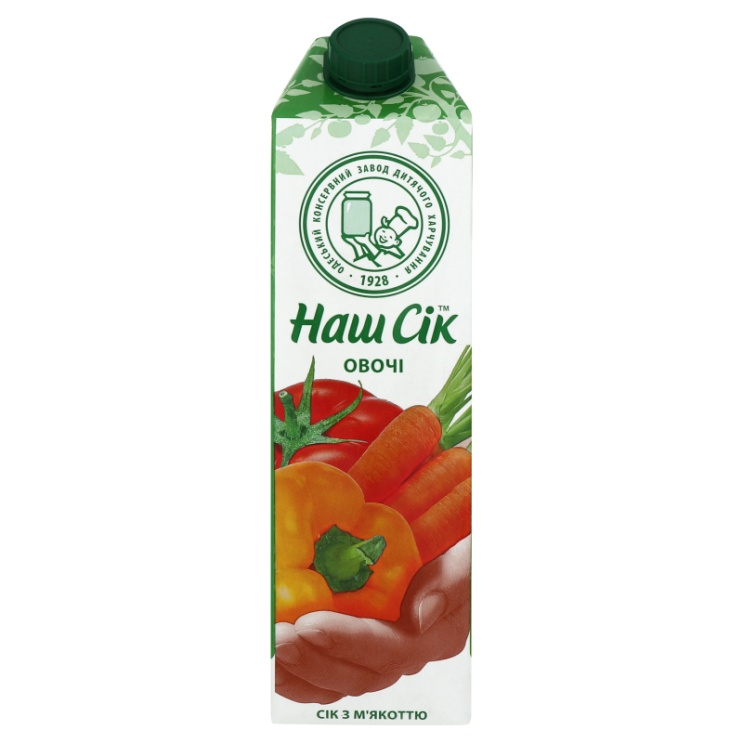 ОДЕСЬКИЙ КОНСЕРВНИЙ ЗАВОД ДИТЯЧОГО ХАРЧУВАННЯ
· 1928 ·
Наш Сік™
ОВОЧІ
СІК З М'ЯКОТТЮ